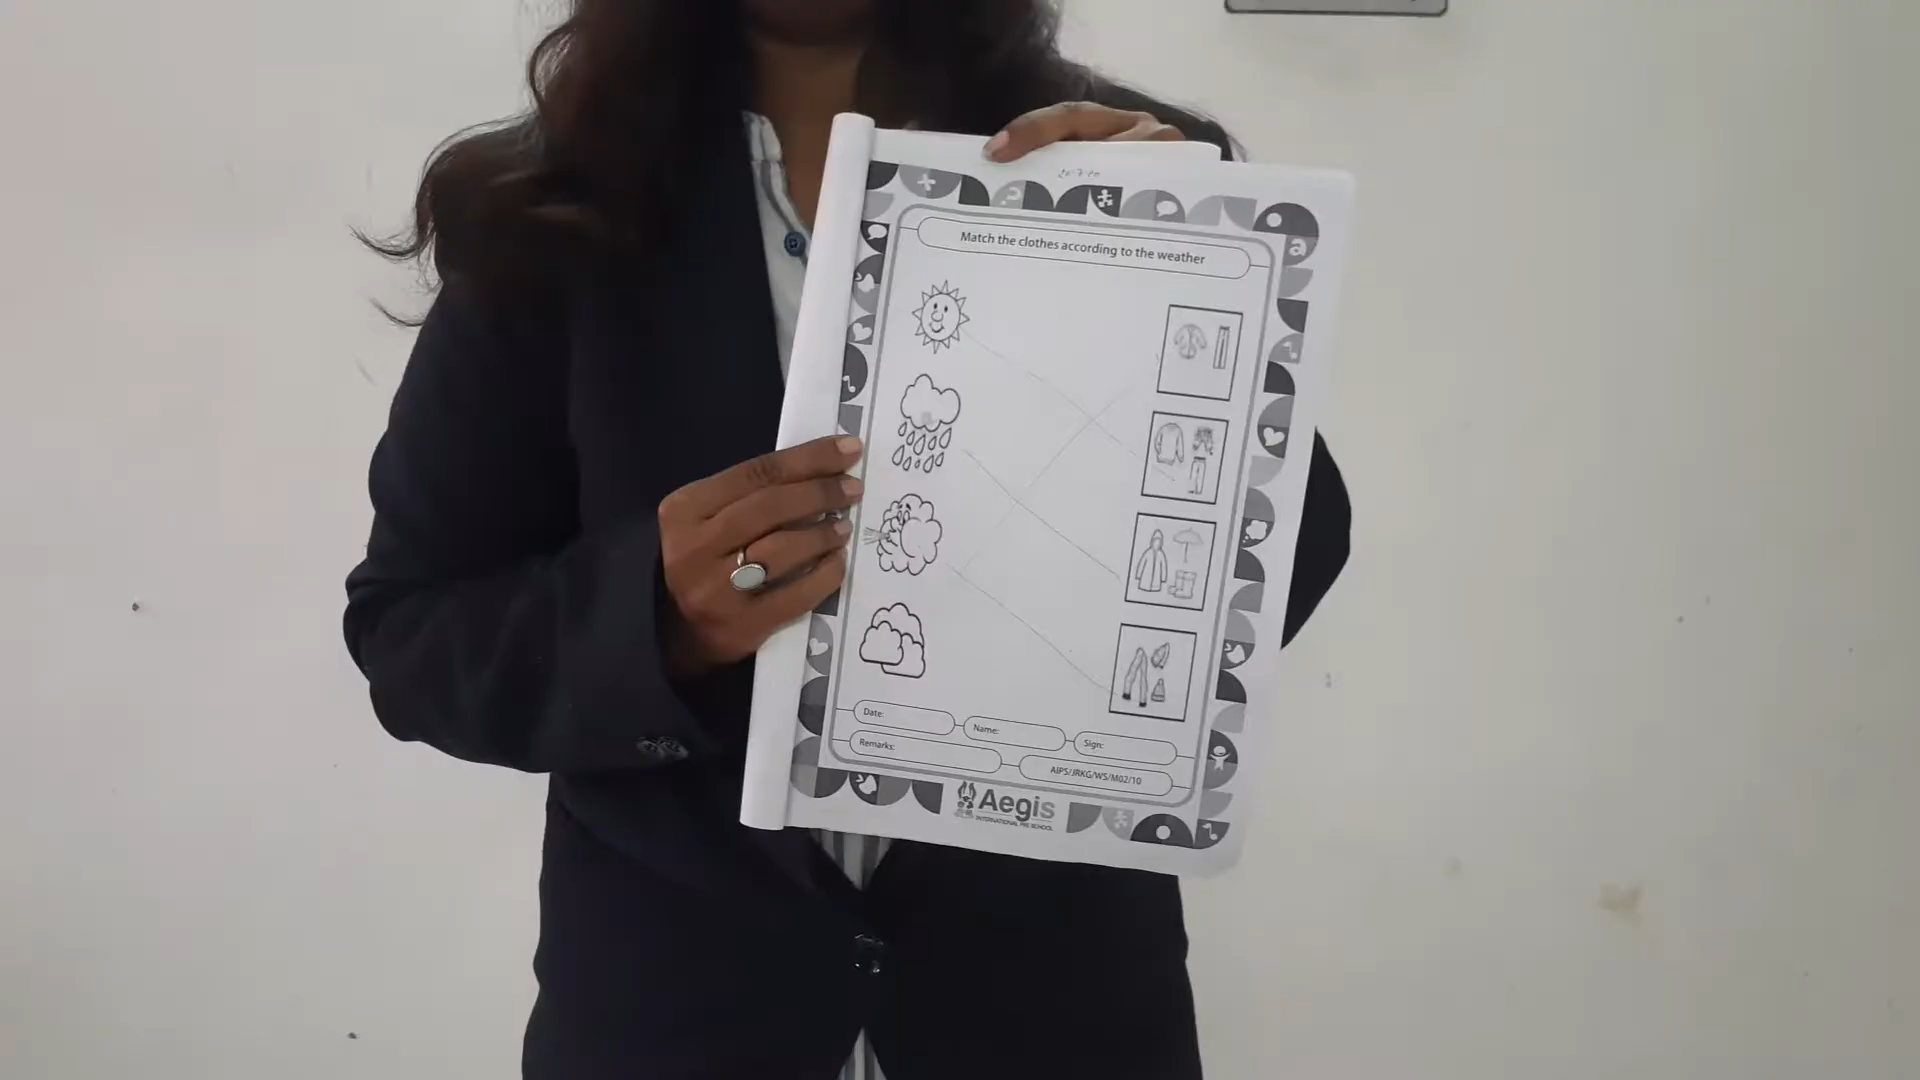 Match the clothes according to the weather
a
Date:
Name:
Sign:
Remarks:
AIPS/JRKG/WS/M02/10
Aegis
INTERNATIONAL PRE SCHOOL